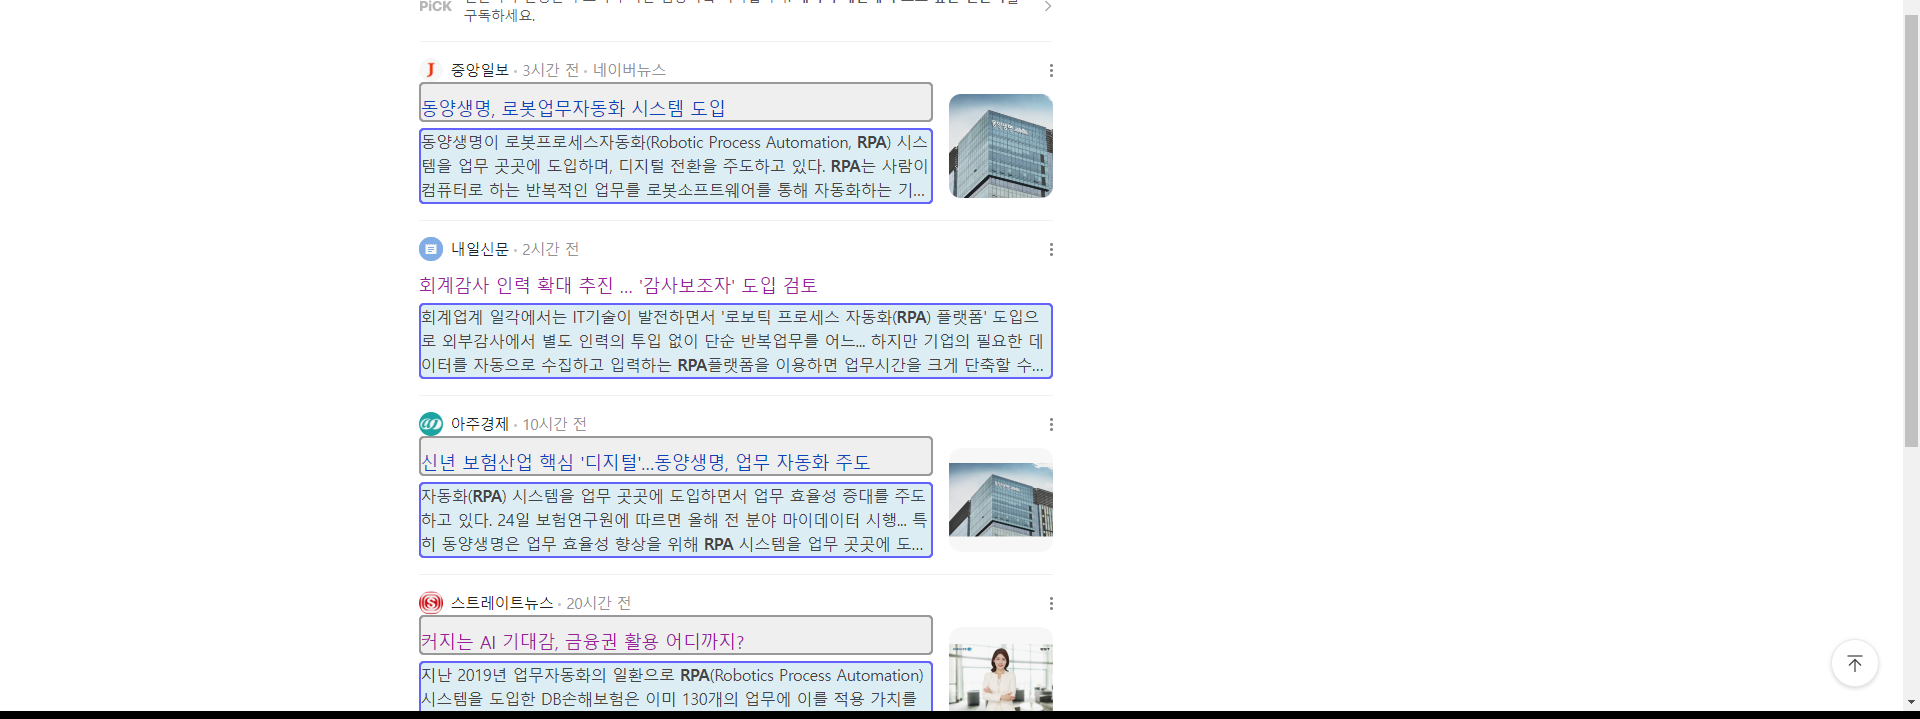 PiCK
구독하세요.
중앙일보 · 3시간 전 · 네이버뉴스
동양생명, 로봇업무자동화 시스템 도입
동양생명이 로봇프로세스자동화(Robotic Process Automation, RPA) 시스
템을 업무 곳곳에 도입하며, 디지털 전환을 주도하고 있다. RPA는 사람이
컴퓨터로 하는 반복적인 업무를 로봇소프트웨어를 통해 자동화하는 기...
내일신문 · 2시간 전
회계감사 인력 확대 추진 ... '감사보조자' 도입 검토
회계업계 일각에서는 IT기술이 발전하면서 '로보틱 프로세스 자동화(RPA) 플랫폼' 도입으
로 외부감사에서 별도 인력의 투입 없이 단순 반복업무를 어느... 하지만 기업의 필요한 데
이터를 자동으로 수집하고 입력하는 RPA플랫폼을 이용하면 업무시간을 크게 단축할 수...
아주경제 · 10시간 전
신년 보험산업 핵심 '디지털'...동양생명, 업무 자동화 주도
자동화(RPA) 시스템을 업무 곳곳에 도입하면서 업무 효율성 증대를 주도
하고 있다. 24일 보험연구원에 따르면 올해 전 분야 마이데이터 시행... 특
히 동양생명은 업무 효율성 향상을 위해 RPA 시스템을 업무 곳곳에 도...
스트레이트뉴스 · 20시간 전
커지는 AI 기대감, 금융권 활용 어디까지?
지난 2019년 업무자동화의 일환으로 RPA(Robotics Process Automation)
시스템을 도입한 DB손해보험은 이미 130개의 업무에 이를 적용 가치를